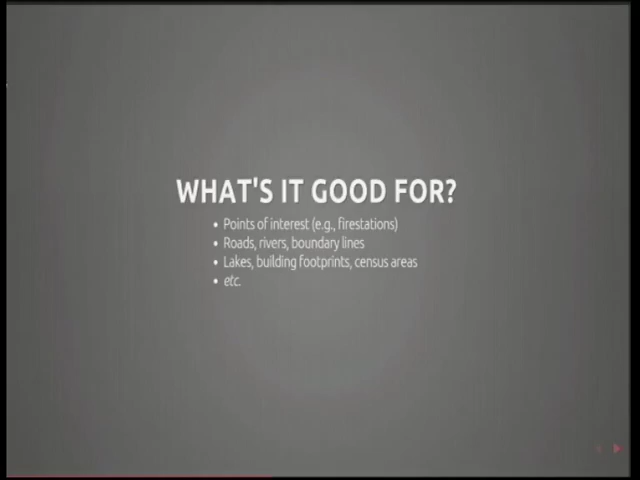 WHAT'S IT GOOD FOR?
• Points of interest (e.g., firestations)
• Roads, rivers, boundary lines
• Lakes, building footprints, census areas
• etc.